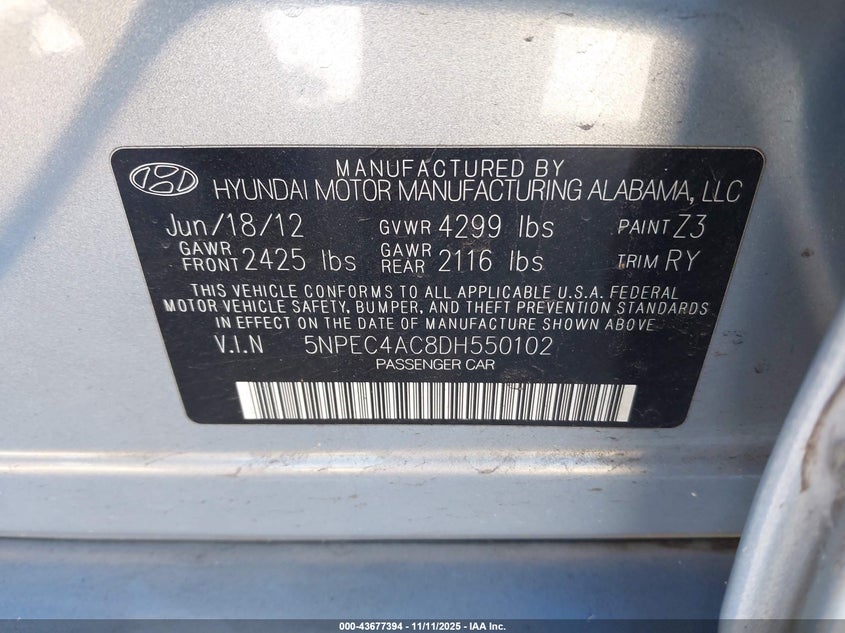 MANUFACTURED BY
HYUNDAI MOTOR MANUFACTURING ALABAMA, LLC
Jun/18/12 GVWR 4299 lbs PAINT Z3
GAWR FRONT 2425 lbs GAWR REAR 2116 lbs TRIM RY
THIS VEHICLE CONFORMS TO ALL APPLICABLE U.S.A. FEDERAL
MOTOR VEHICLE SAFETY, BUMPER, AND THEFT PREVENTION STANDARDS
IN EFFECT ON THE DATE OF MANUFACTURE SHOWN ABOVE
V.I.N 5NPEC4AC8DH550102
PASSENGER CAR
000-43677394 - 11/11/2025 - IAA Inc.